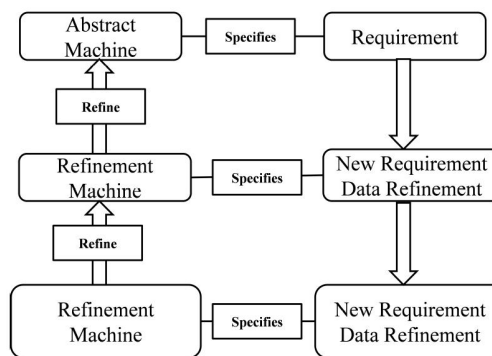 Abstract
Machine
Specifies
Requirement
Refine
Refinement
Machine
Specifies
New Requirement
Data Refinement
Refine
Refinement
Machine
Specifies
New Requirement
Data Refinement